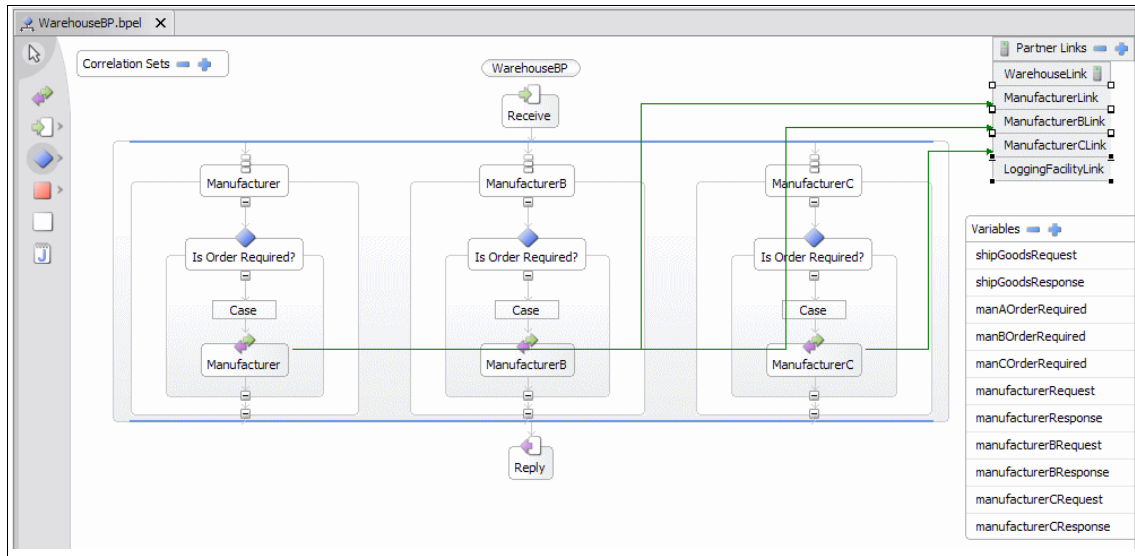 WarehouseBP.bpel
Correlation Sets
WarehouseBP
Receive
Manufacturer
ManufacturerB
ManufacturerC
Is Order Required?
Is Order Required?
Is Order Required?
Case
Case
Case
Manufacturer
ManufacturerB
ManufacturerC
Reply
Partner Links
WarehouseLink
ManufacturerLink
ManufacturerBLink
ManufacturerCLink
LoggingFacilityLink
Variables
shipGoodsRequest
shipGoodsResponse
manAOrderRequired
manBOrderRequired
manCOrderRequired
manufacturerRequest
manufacturerResponse
manufacturerBRequest
manufacturerBResponse
manufacturerCRequest
manufacturerCResponse
J